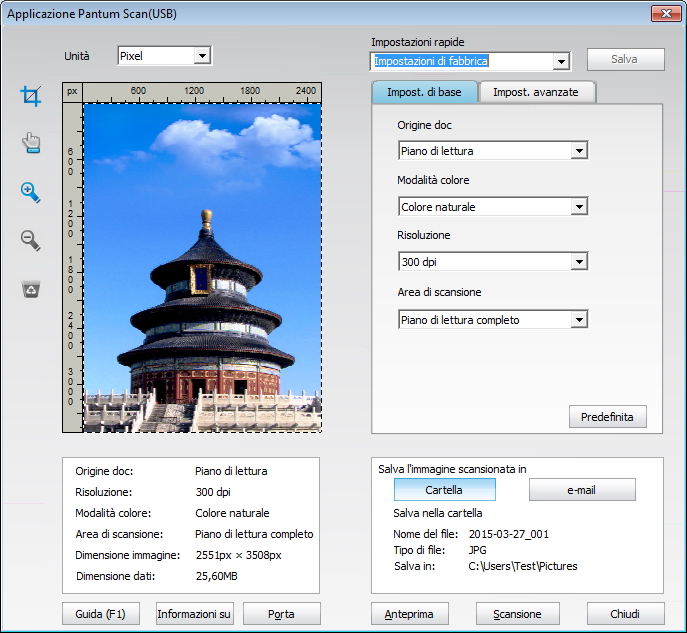 Applicazione Pantum Scan(USB)
Unità
Pixel
Impostazioni rapide
Impostazioni di fabbrica
Salva
px
600
1200
1800
2400
600
1200
1800
2400
3000
Impost. di base
Impost. avanzate
Origine doc
Piano di lettura
Modalità colore
Colore naturale
Risoluzione
300 dpi
Area di scansione
Piano di lettura completo
Predefinita
Origine doc: Piano di lettura
Risoluzione: 300 dpi
Modalità colore: Colore naturale
Area di scansione: Piano di lettura completo
Dimensione immagine: 2551px × 3508px
Dimensione dati: 25,60MB
Salva l'immagine scansionata in
Cartella
e-mail
Salva nella cartella
Nome del file: 2015-03-27_001
Tipo di file: JPG
Salva in: C:\Users\Test\Pictures
Guida (F1)
Informazioni su
Porta
Anteprima
Scansione
Chiudi